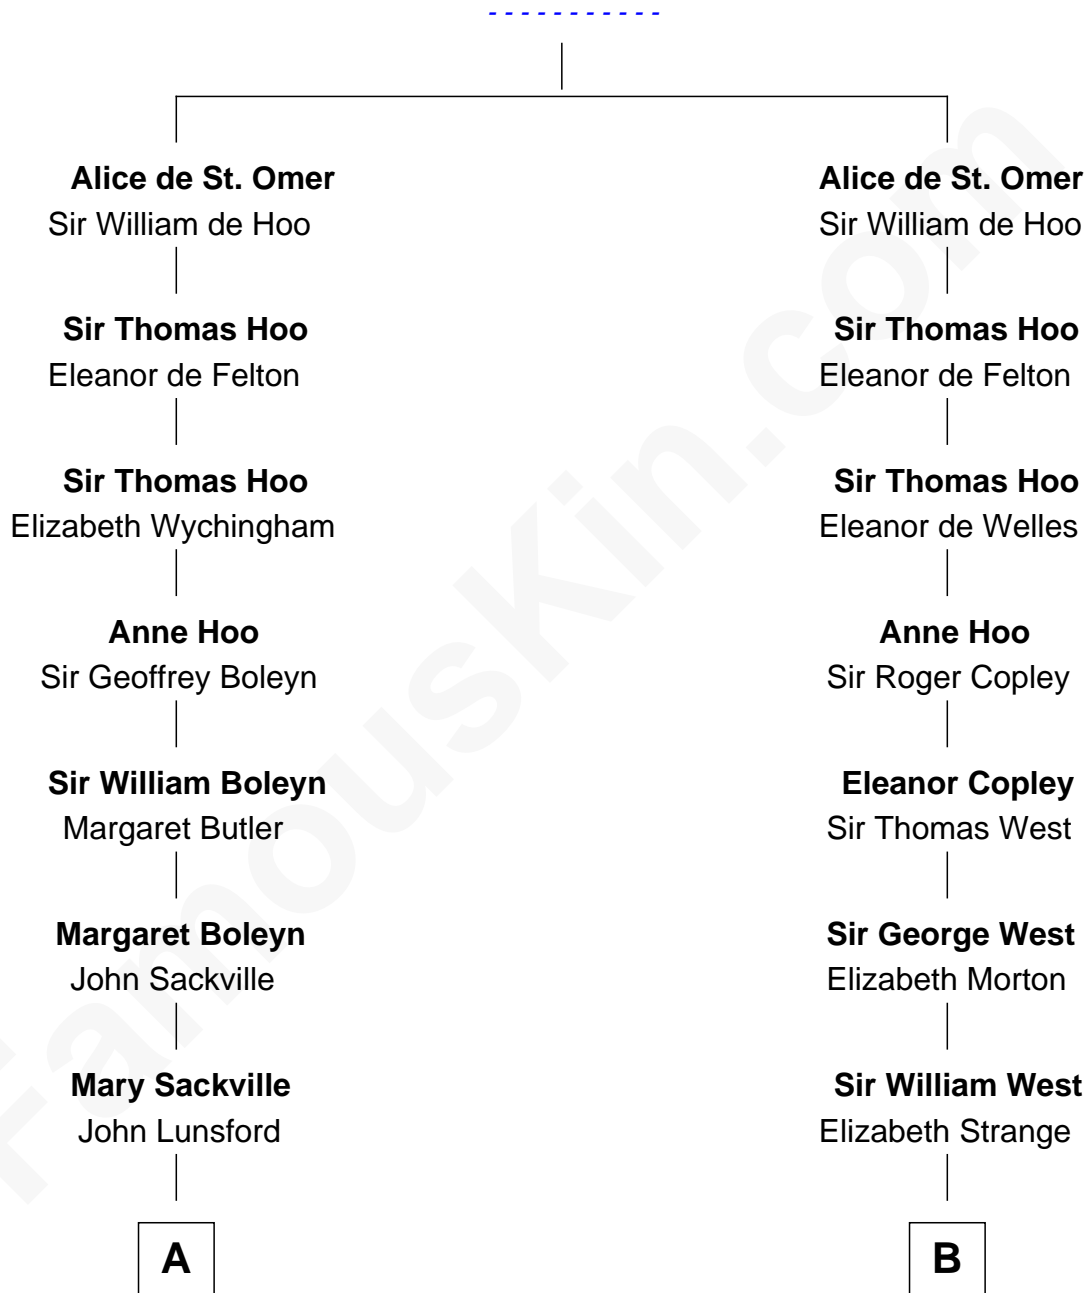 - - - - - - - - - - -
Alice de St. Omer
Sir William de Hoo
Sir Thomas Hoo
Eleanor de Felton
Sir Thomas Hoo
Elizabeth Wychingham
Anne Hoo
Sir Geoffrey Boleyn
Sir William Boleyn
Margaret Butler
Margaret Boleyn
John Sackville
Mary Sackville
John Lunsford
A
Alice de St. Omer
Sir William de Hoo
Sir Thomas Hoo
Eleanor de Felton
Sir Thomas Hoo
Eleanor de Welles
Anne Hoo
Sir Roger Copley
Eleanor Copley
Sir Thomas West
Sir George West
Elizabeth Morton
Sir William West
Elizabeth Strange
B
FamousKin.com